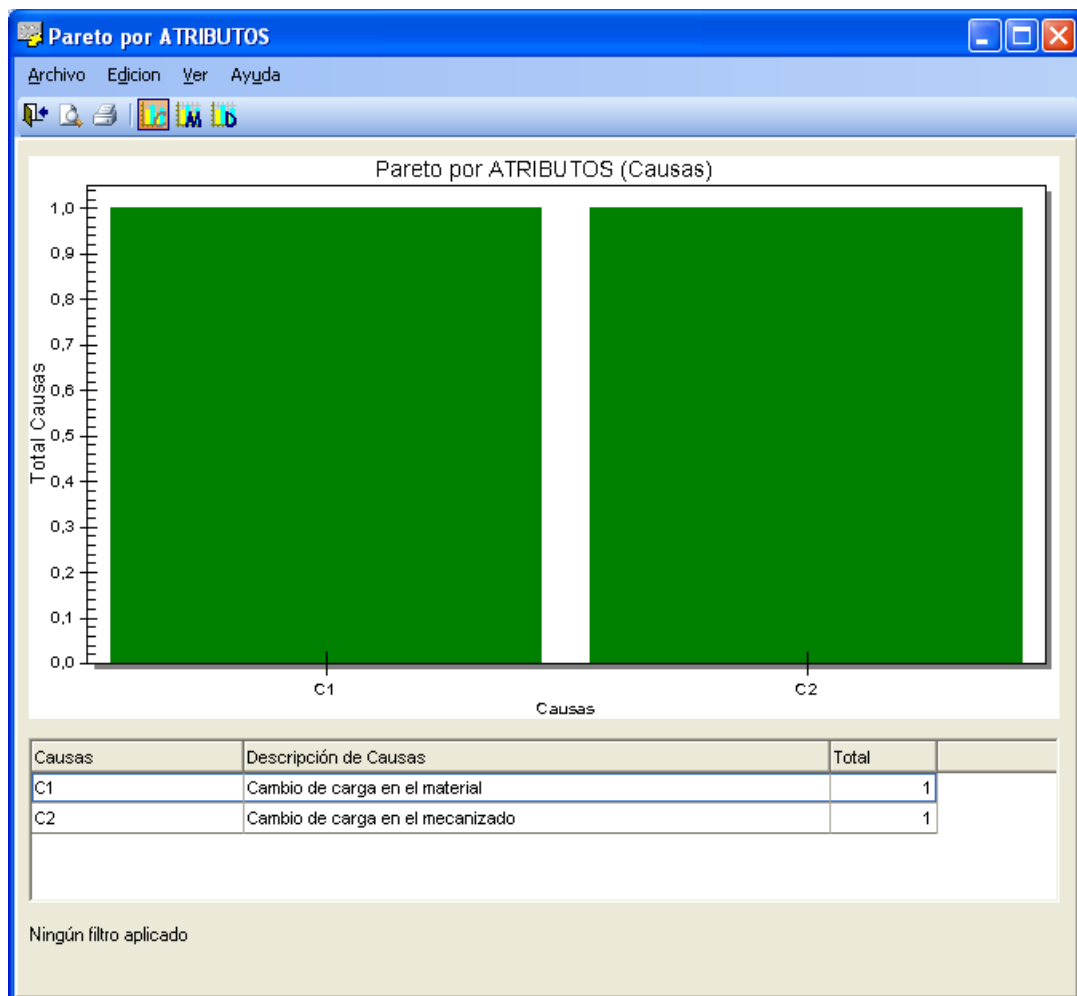 Pareto por ATRIBUTOS
Archivo Edicion Ver Ayuda
M D
Pareto por ATRIBUTOS (Causas)
1,0
0,9
0,8
0,7
0,6
0,5
0,4
0,3
0,2
0,1
0,0
Total Causas
C1 C2
Causas
Causas Descripción de Causas Total
C1 Cambio de carga en el material 1
C2 Cambio de carga en el mecanizado 1
Ningún filtro aplicado